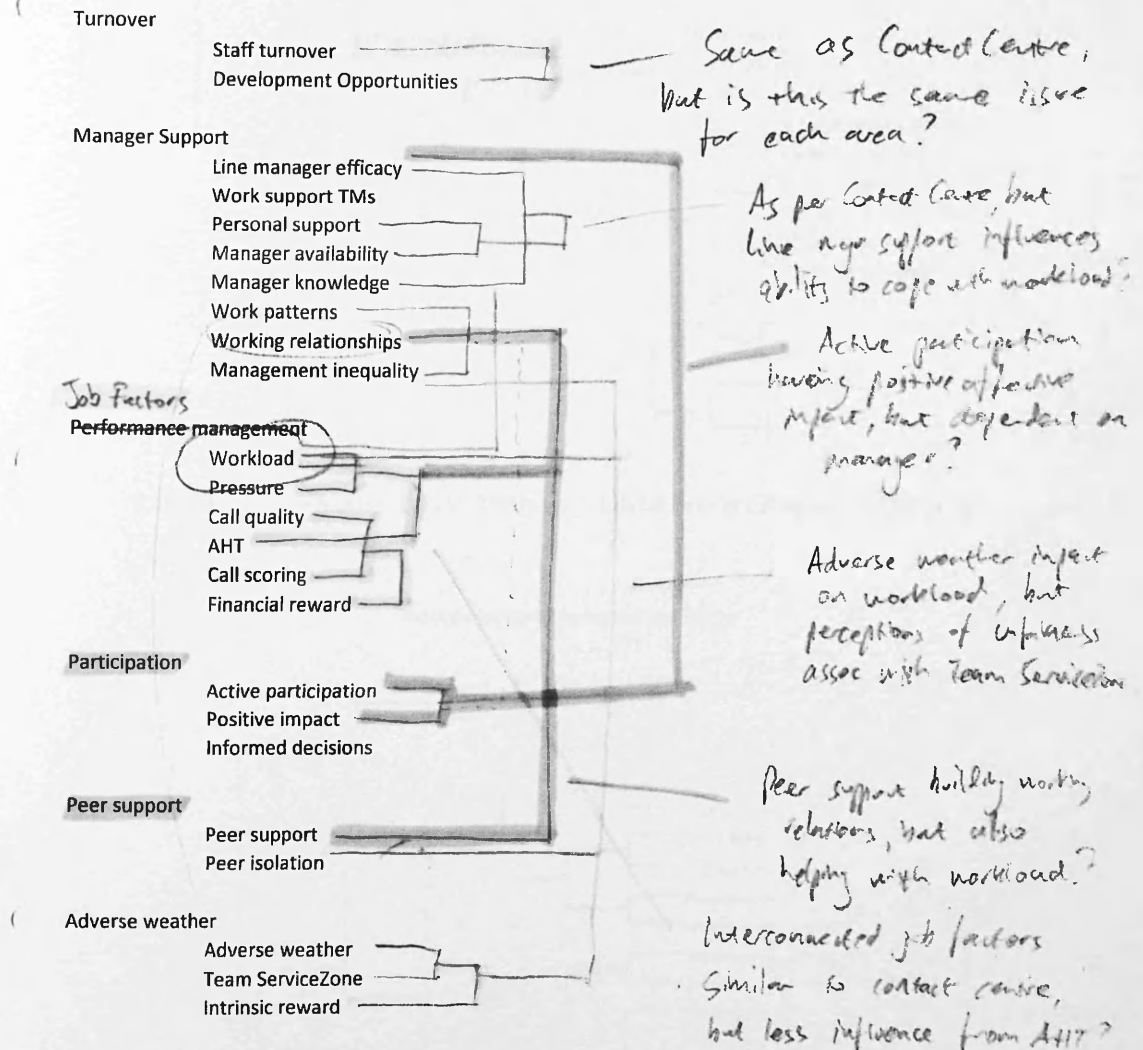 Turnover
Staff turnover
Development Opportunities
Same as Contact Centre,
but is this the same issue
for each area?
Manager Support
Line manager efficacy
Work support TMs
Personal support
Manager availability
Manager knowledge
Work patterns
Working relationships
Management inequality
As per Contact Centre, but
line mgr support influences
ability to cope with workload?
Active participation
having positive affective
impact, but dependent on
manager?
Job Factors
Performance management
Workload
Pressure
Call quality
AHT
Call scoring
Financial reward
Adverse weather impact
on workload, but
perceptions of unfairness
assoc with Team
Participation
Active participation
Positive impact
Informed decisions
Peer support
Peer support
Peer isolation
Peer support building working
relations, but also
helping with workload?
Adverse weather
Adverse weather
Team ServiceZone
Intrinsic reward
Interconnected job factors
Similar to contact centre,
but less influence from AHT?